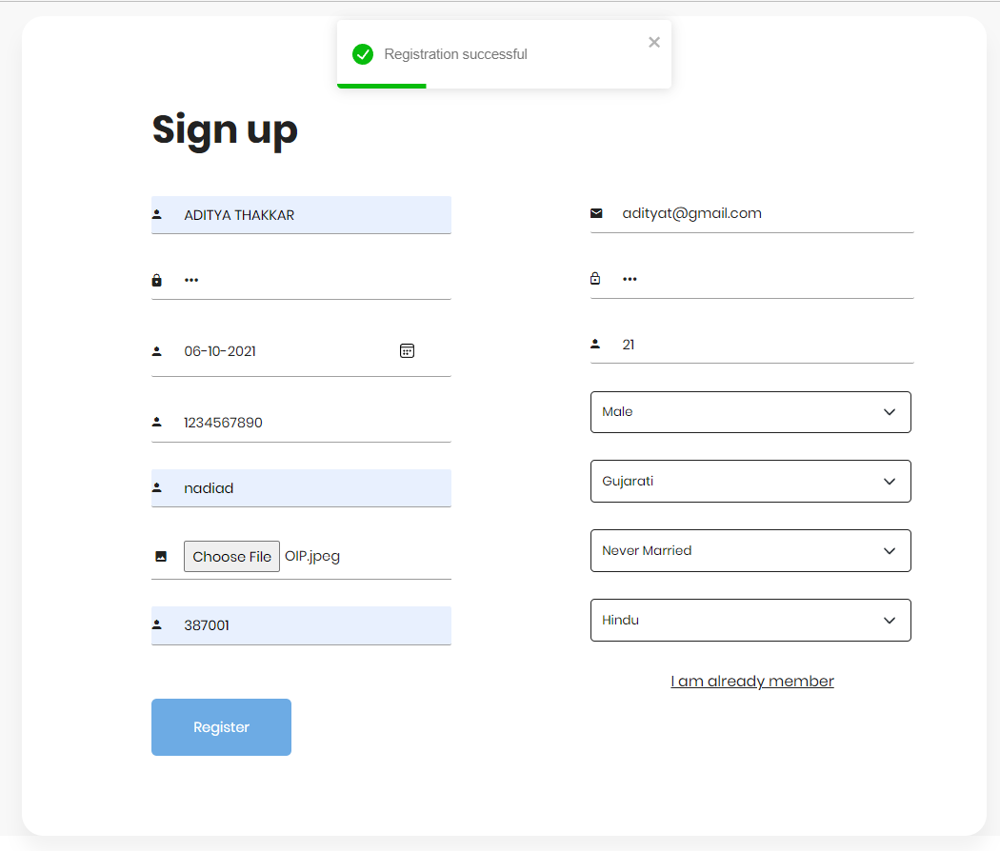 Registration successful
Sign up
ADITYA THAKKAR
adityat@gmail.com
•••
•••
06-10-2021
21
1234567890
Male
nadiad
Gujarati
Choose File OIP.jpeg
Never Married
387001
Hindu
I am already member
Register